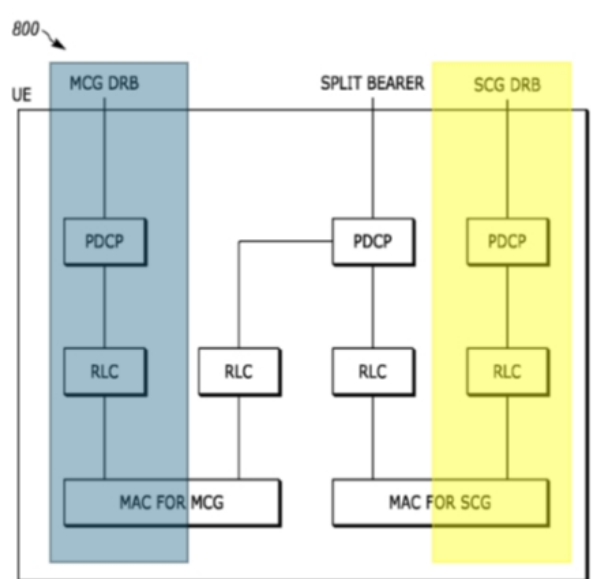 800
MCG DRB
SPLIT BEARER
SCG DRB
UE
PDCP
PDCP
PDCP
RLC
RLC
RLC
RLC
MAC FOR MCG
MAC FOR SCG